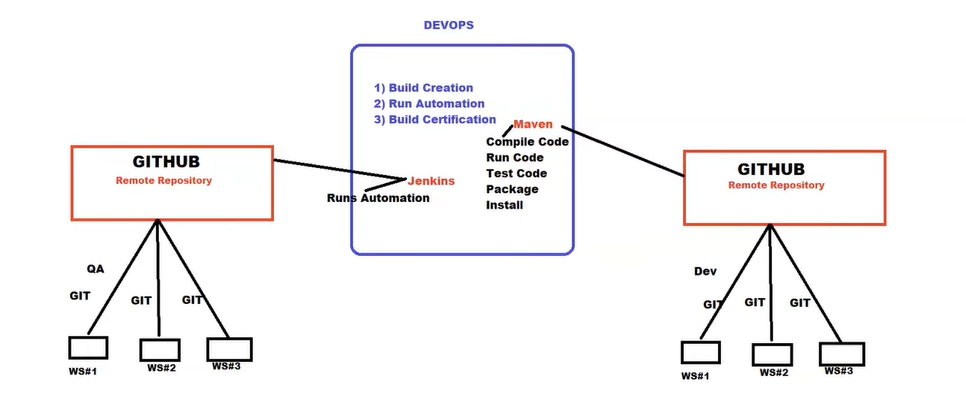 DEVOPS
1) Build Creation
2) Run Automation
3) Build Certification
Maven
Compile Code
Run Code
Test Code
Package
Install
Jenkins
Runs Automation
GITHUB
Remote Repository
QA
GIT
GIT
GIT
WS#1
WS#2
WS#3
GITHUB
Remote Repository
Dev
GIT
GIT
GIT
WS#1
WS#2
WS#3